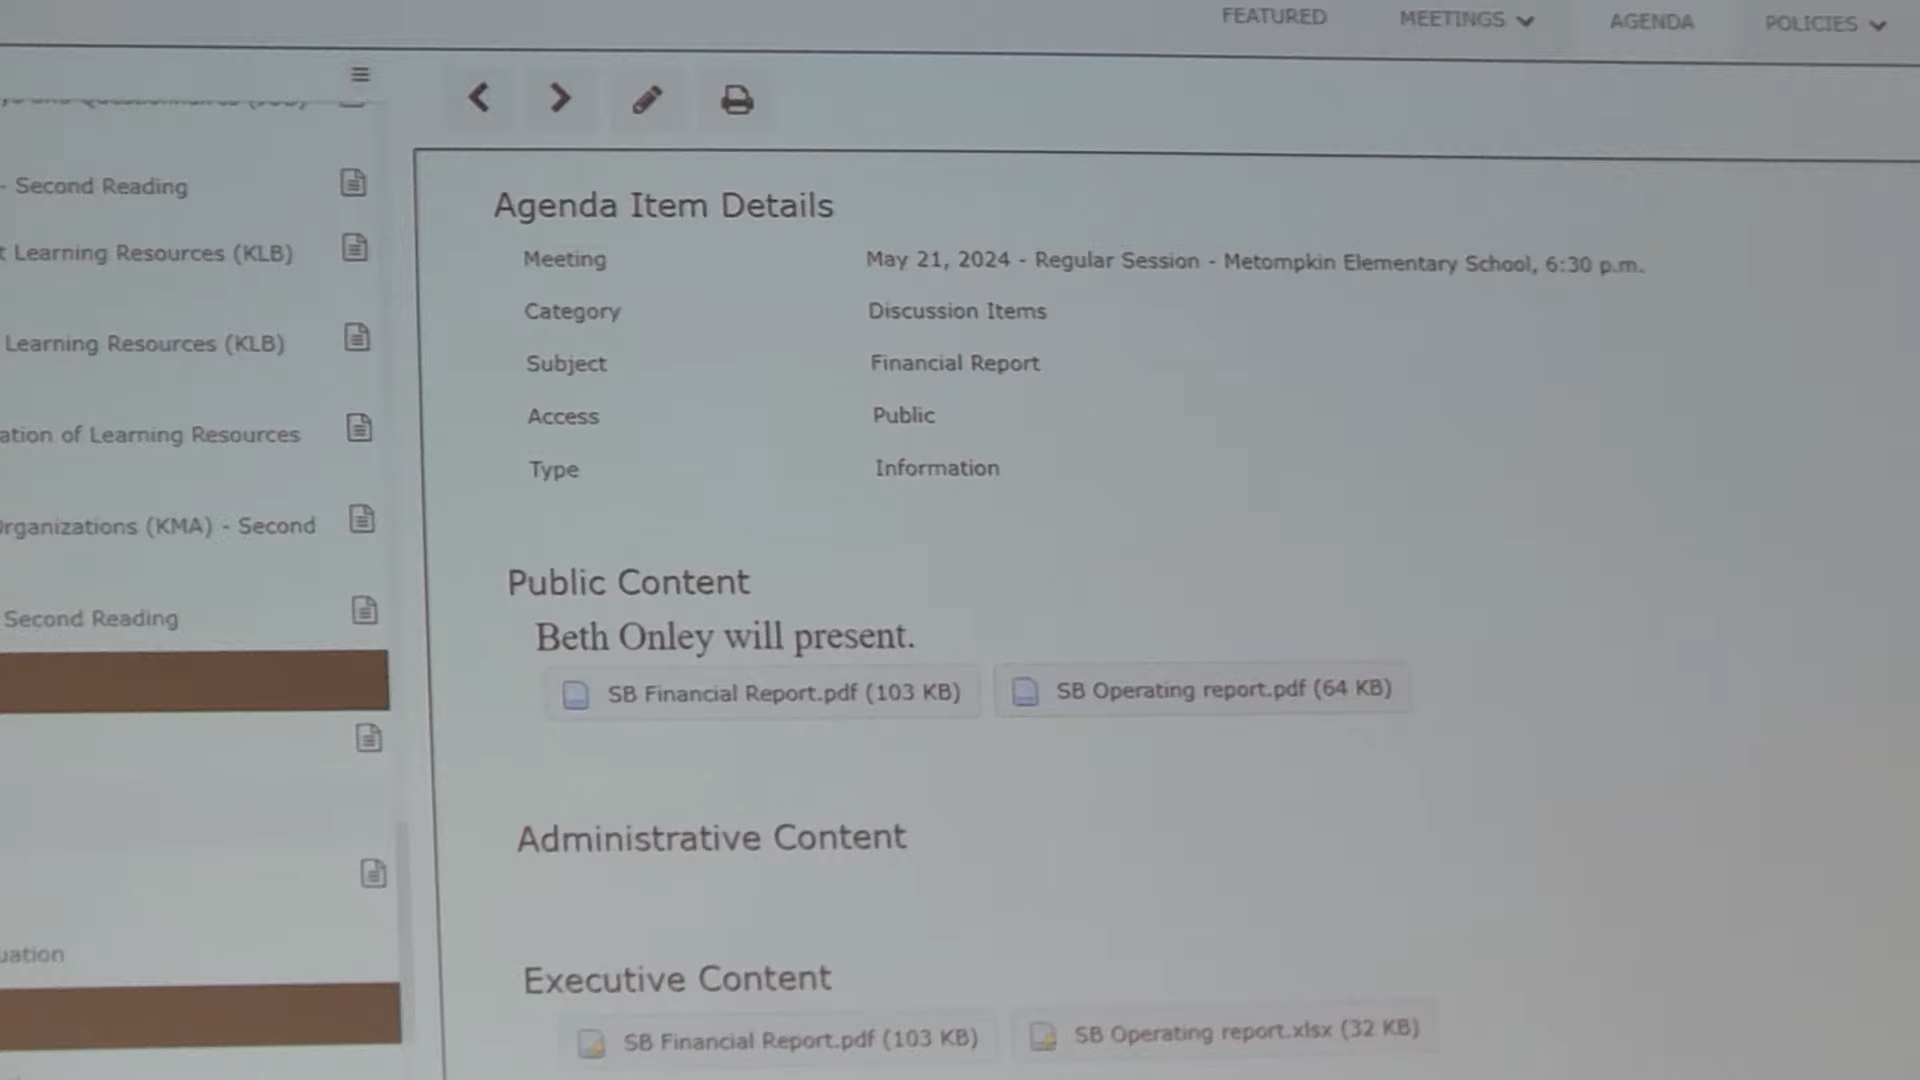 FEATURED MEETINGS AGENDA POLICIES
- Second Reading
t Learning Resources (KLB)
Learning Resources (KLB)
ation of Learning Resources
Organizations (KMA) - Second
Second Reading
uation
Agenda Item Details
Meeting May 21, 2024 - Regular Session - Metompkin Elementary School, 6:30 p.m.
Category Discussion Items
Subject Financial Report
Access Public
Type Information
Public Content
Beth Onley will present.
SB Financial Report.pdf (103 KB) SB Operating report.pdf (64 KB)
Administrative Content
Executive Content
SB Financial Report.pdf (103 KB) SB Operating report.xlsx (32 KB)